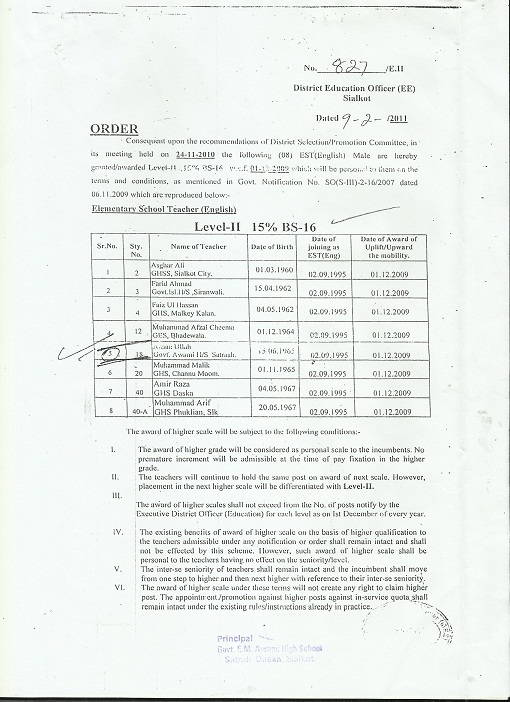 No. 827 /E.II
District Education Officer (EE)
Sialkot
Dated 9-2- /2011
ORDER
Consequent upon the recommendations of District Selection/Promotion Committee, in
its meeting held on 24-11-2010 the following (08) EST(English) Male are hereby
granted/awarded Level-II ,15% BS-16 w.e.f. 2009 which will be personal to them on the
terms and conditions, as mentioned in Govt. Notification No. SO(S-III)-2-16/2007 dated
06.11.2009 which are reproduced below:-
Elementary School Teacher (English)
Level-II 15% BS-16
Sr.No. Sty. No. Name of Teacher Date of Birth Date of joining as EST(Eng) Date of Award of Uplift/Upward the mobility.
1 2 Asghar Ali GHSS, Sialkot City. 01.03.1960 02.09.1995 01.12.2009
2 3 Farid Ahmad Govt.Isl.H/S ,Siranwali. 15.04.1962 02.09.1995 01.12.2009
3 4 Faiz Ul Hassan GHS, Malkey Kalan. 04.05.1962 02.09.1995 01.12.2009
4 12 Muhammad Afzal Cheema GES, Bhadewala. 01.12.1964 02.09.1995 01.12.2009
5 18 Ullah Govt. Awami H/S Satrah. 02.09.1995 01.12.2009
6 20 Muhammad Malik GHS, Channu Moom. 01.11.1965 02.09.1995 01.12.2009
7 40 Amir Raza GHS Daska 04.05.1967 02.09.1995 01.12.2009
8 40-A Muhammad Arif GHS Phuklian, Slk 20.05.1967 02.09.1995 01.12.2009
The award of higher scale will be subject to the following conditions:-
I. The award of higher grade will be considered as personal scale to the incumbents. No
premature increment will be admissible at the time of pay fixation in the higher
grade.
II. The teachers will continue to hold the same post on award of next scale. However,
placement in the next higher scale will be differentiated with Level-II.
III.
The award of higher scales shall not exceed from the No. of posts notify by the
Executive District Officer (Education) for each level as on 1st December of every year.
IV. The existing benefits of award of higher scale on the basis of higher qualification to
the teachers admissible under any notification or order shall remain intact and shall
not be effected by this scheme. However, such award of higher scale shall be
personal to the teachers having no effect on the seniority/level.
V. The inter-se seniority of teachers shall remain intact and the incumbent shall move
from one step to higher and then next higher with reference to their inter-se seniority.
VI. The award of higher scale under these terms will not create any right to claim higher
post. The appointment/promotion against higher posts against in-service quota shall
remain intact under the existing rules/instructions already in practice.
Principal
Govt. F.M. Awami High School
Satrah, Daska, Sialkot